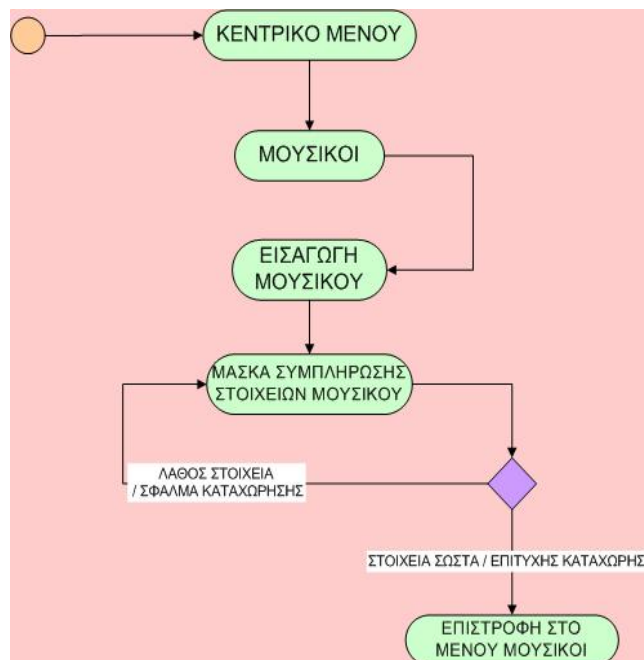 ΚΕΝΤΡΙΚΟ ΜΕΝΟΥ
ΜΟΥΣΙΚΟΙ
ΕΙΣΑΓΩΓΗ
ΜΟΥΣΙΚΟΥ
ΜΑΣΚΑ ΣΥΜΠΛΗΡΩΣΗΣ
ΣΤΟΙΧΕΙΩΝ ΜΟΥΣΙΚΟΥ
ΛΑΘΟΣ ΣΤΟΙΧΕΙΑ
/ ΣΦΑΛΜΑ ΚΑΤΑΧΩΡΗΣΗΣ
ΣΤΟΙΧΕΙΑ ΣΩΣΤΑ / ΕΠΙΤΥΧΗΣ ΚΑΤΑΧΩΡΗΣ
ΕΠΙΣΤΡΟΦΗ ΣΤΟ
ΜΕΝΟΥ ΜΟΥΣΙΚΟΙ